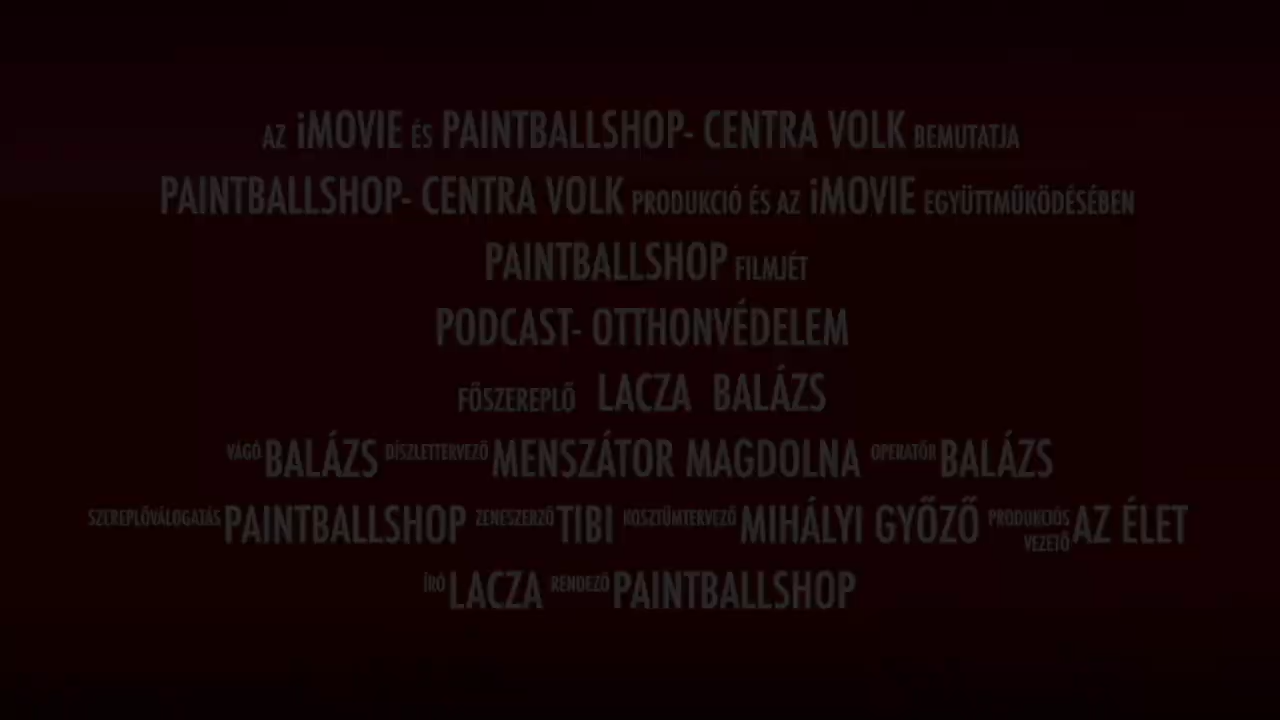 AZ iMOVIE ÉS PAINTBALLSHOP- CENTRA VOLK BEMUTATJA
PAINTBALLSHOP- CENTRA VOLK PRODUKCIÓ ÉS AZ iMOVIE EGYÜTTMŰKÖDÉSÉBEN
PAINTBALLSHOP FILMJÉT
PODCAST- OTTHONVÉDELEM
FŐSZEREPLŐ LACZA BALÁZS
VÁGÓ BALÁZS DÍSZLETTERVEZŐ MENSZÁTOR MAGDOLNA OPERATŐR BALÁZS
SZEREPLŐVÁLOGATÁS PAINTBALLSHOP ZENESZERZŐ TIBI KOSZTÜMTERVEZŐ MIHÁLYI GYŐZŐ PRODUKCIÓS VEZETŐ AZ ÉLET
ÍRÓ LACZA RENDEZŐ PAINTBALLSHOP